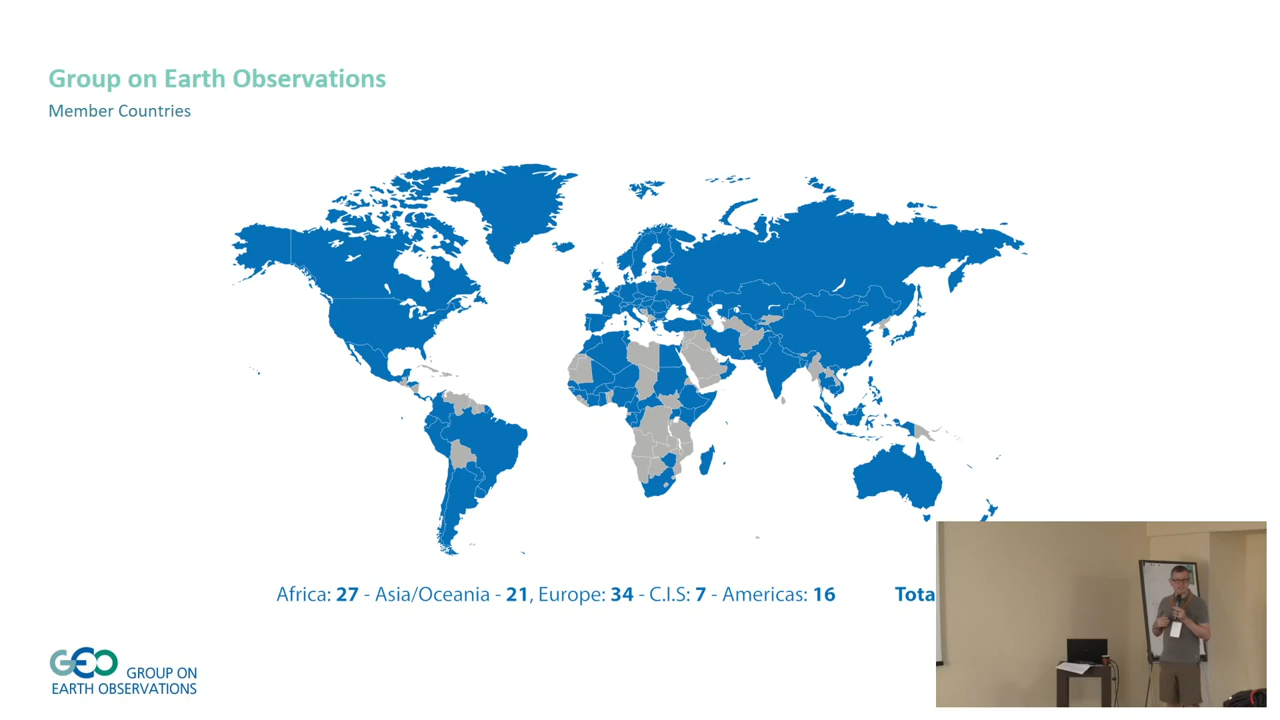 Group on Earth Observations
Member Countries
Africa: 27 - Asia/Oceania - 21, Europe: 34 - C.I.S: 7 - Americas: 16 Tota
GEO GROUP ON
EARTH OBSERVATIONS